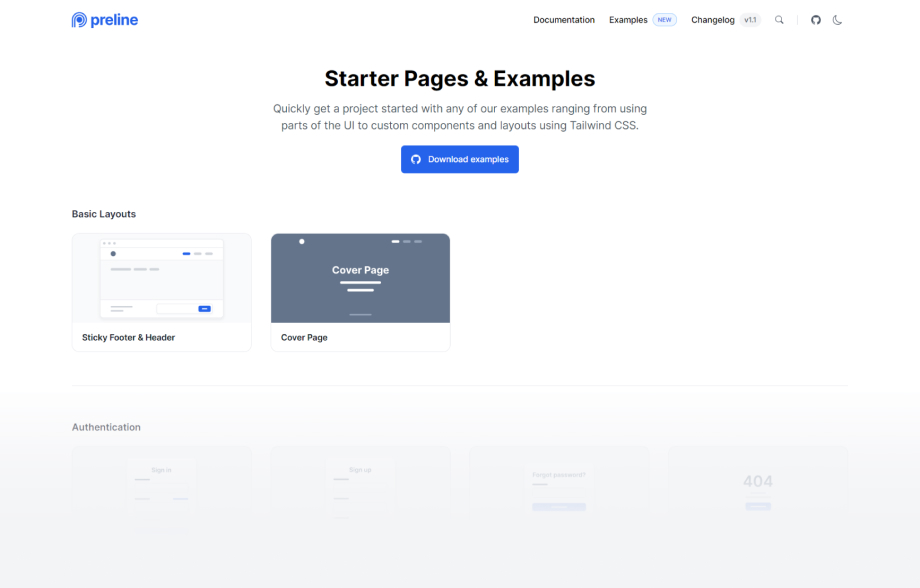 preline
Documentation Examples NEW Changelog v1.1
Starter Pages & Examples
Quickly get a project started with any of our examples ranging from using
parts of the UI to custom components and layouts using Tailwind CSS.
Download examples
Basic Layouts
Cover Page
Sticky Footer & Header
Cover Page
Authentication
Sign in
Sign up
Forgot password?
404